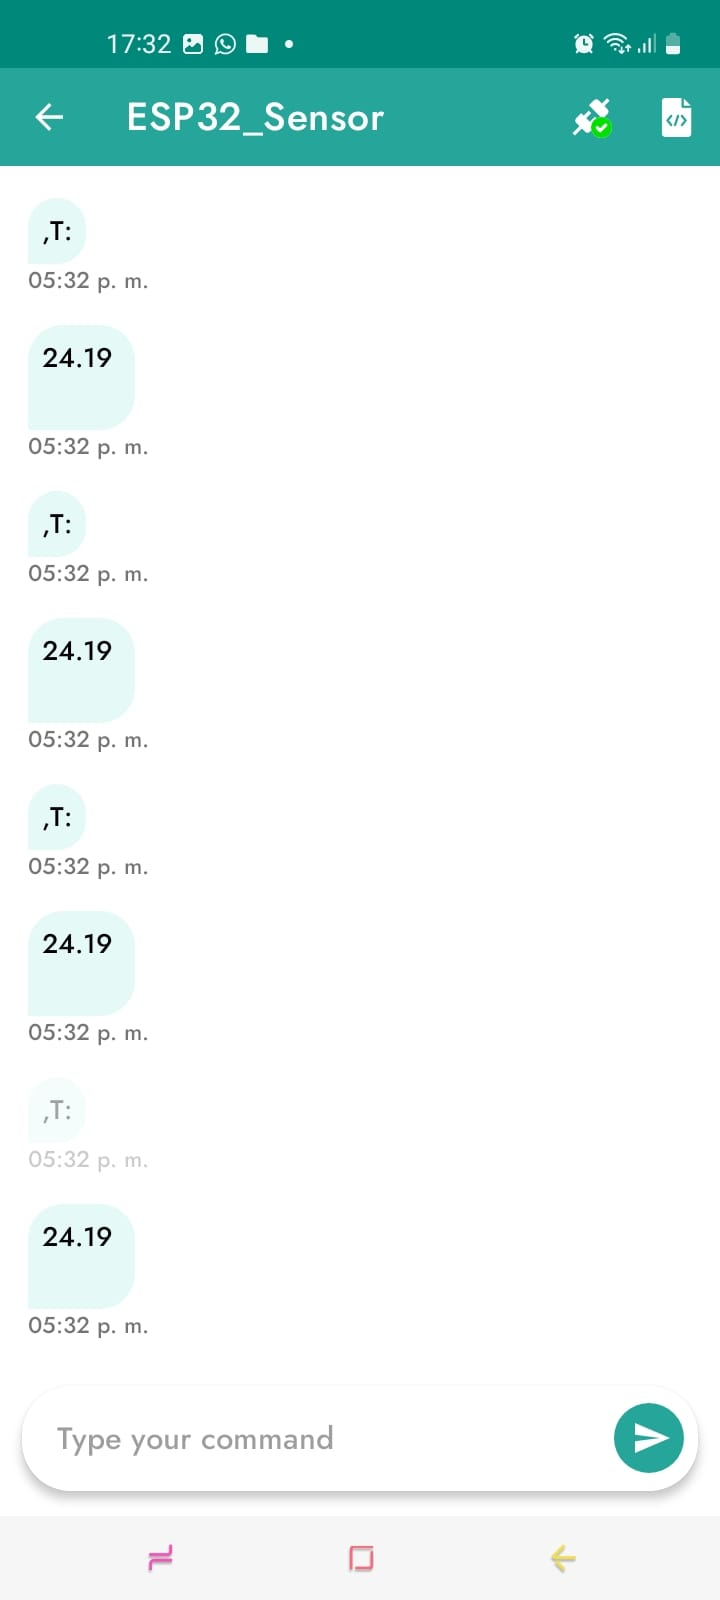 17:32
ESP32_Sensor
,T:
05:32 p. m.
24.19
05:32 p. m.
,T:
05:32 p. m.
24.19
05:32 p. m.
,T:
05:32 p. m.
24.19
05:32 p. m.
,T:
05:32 p. m.
24.19
05:32 p. m.
Type your command